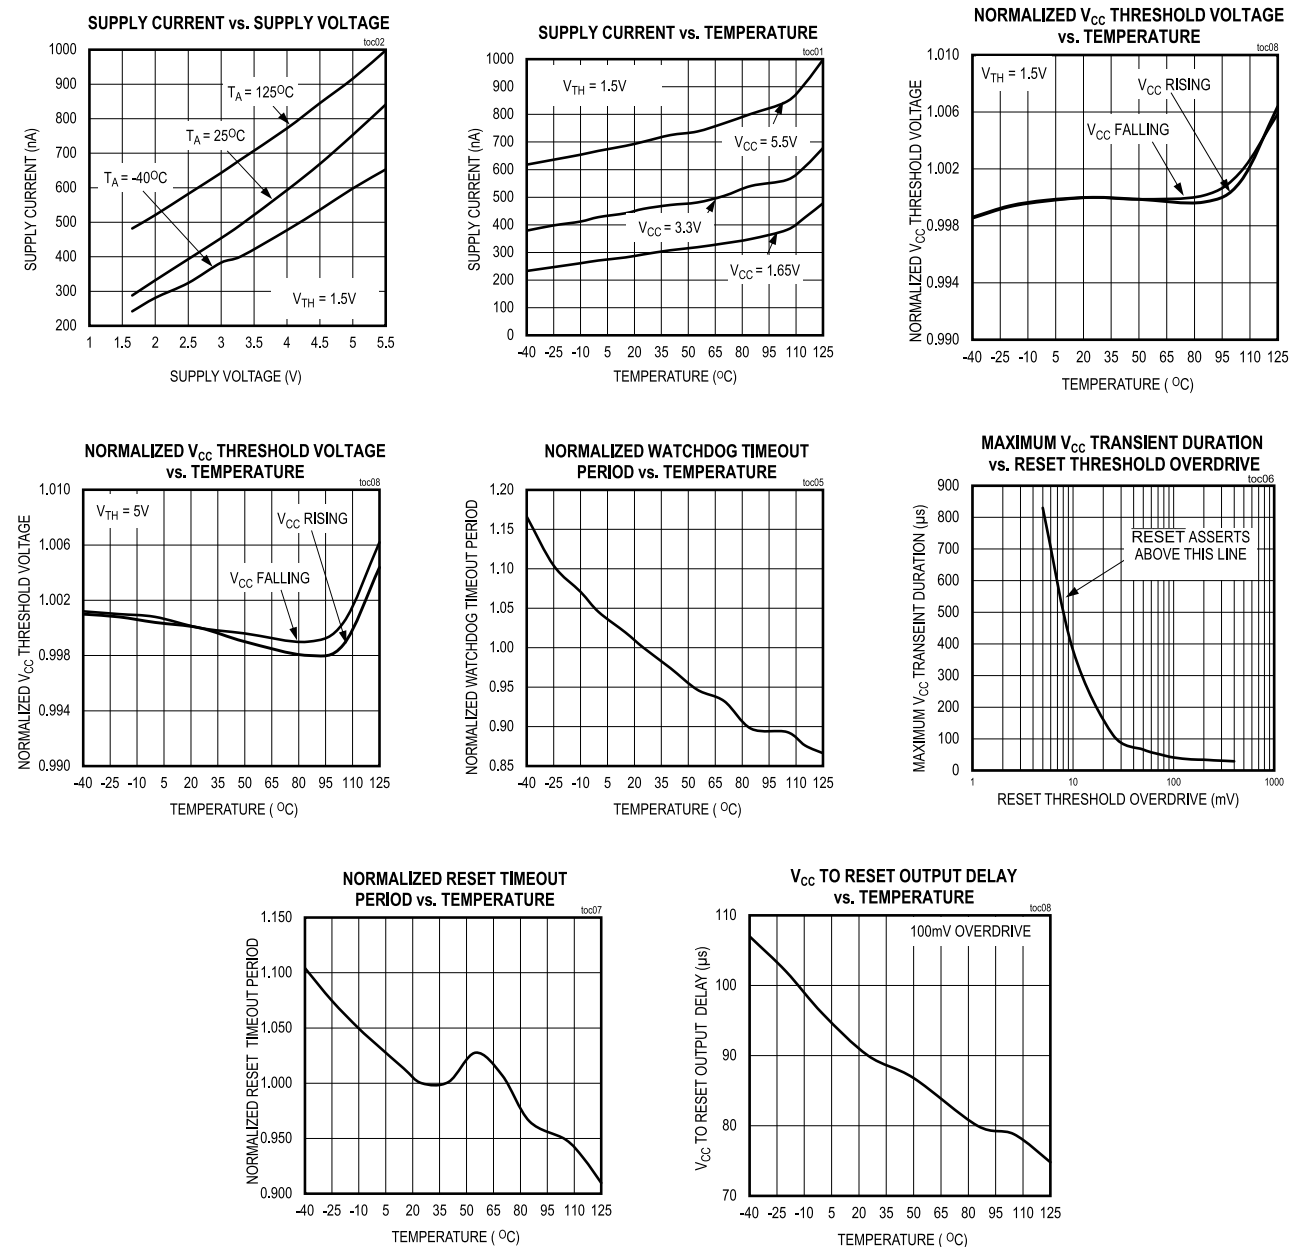 SUPPLY CURRENT vs. SUPPLY VOLTAGE
toc02
1000
900
800
700
600
500
400
300
200
SUPPLY CURRENT (nA)
TA = 125OC
TA = 25OC
TA = -40OC
VTH = 1.5V
1 1.5 2 2.5 3 3.5 4 4.5 5 5.5
SUPPLY VOLTAGE (V)
SUPPLY CURRENT vs. TEMPERATURE
toc01
1000
900
800
700
600
500
400
300
200
100
0
SUPPLY CURRENT (nA)
VTH = 1.5V
VCC = 5.5V
VCC = 3.3V
VCC = 1.65V
-40 -25 -10 5 20 35 50 65 80 95 110 125
TEMPERATURE (OC)
NORMALIZED VCC THRESHOLD VOLTAGE
vs. TEMPERATURE
toc08
1.010
1.006
1.002
0.998
0.994
0.990
NORMALIZED VCC THRESHOLD VOLTAGE
VTH = 1.5V
VCC RISING
VCC FALLING
-40 -25 -10 5 20 35 50 65 80 95 110 125
TEMPERATURE ( OC)
NORMALIZED VCC THRESHOLD VOLTAGE
vs. TEMPERATURE
toc08
1.010
1.006
1.002
0.998
0.994
0.990
NORMALIZED VCC THRESHOLD VOLTAGE
VTH = 5V
VCC RISING
VCC FALLING
-40 -25 -10 5 20 35 50 65 80 95 110 125
TEMPERATURE ( OC)
NORMALIZED WATCHDOG TIMEOUT
PERIOD vs. TEMPERATURE
toc05
1.20
1.15
1.10
1.05
1.00
0.95
0.90
0.85
NORMALIZED WATCHDOG TIMEOUT PERIOD
-40 -25 -10 5 20 35 50 65 80 95 110 125
TEMPERATURE ( OC)
MAXIMUM VCC TRANSIENT DURATION
vs. RESET THRESHOLD OVERDRIVE
toc06
900
800
700
600
500
400
300
200
100
0
MAXIMUM VCC TRANSEINT DURATION (µs)
RESET ASSERTS
ABOVE THIS LINE
1 10 100 1000
RESET THRESHOLD OVERDRIVE (mV)
NORMALIZED RESET TIMEOUT
PERIOD vs. TEMPERATURE
toc07
1.150
1.100
1.050
1.000
0.950
0.900
NORMALIZED RESET TIMEOUT PERIOD
-40 -25 -10 5 20 35 50 65 80 95 110 125
TEMPERATURE ( OC)
VCC TO RESET OUTPUT DELAY
vs. TEMPERATURE
toc08
110
100
90
80
70
VCC TO RESET OUTPUT DELAY (µs)
100mV OVERDRIVE
-40 -25 -10 5 20 35 50 65 80 95 110 125
TEMPERATURE ( OC)